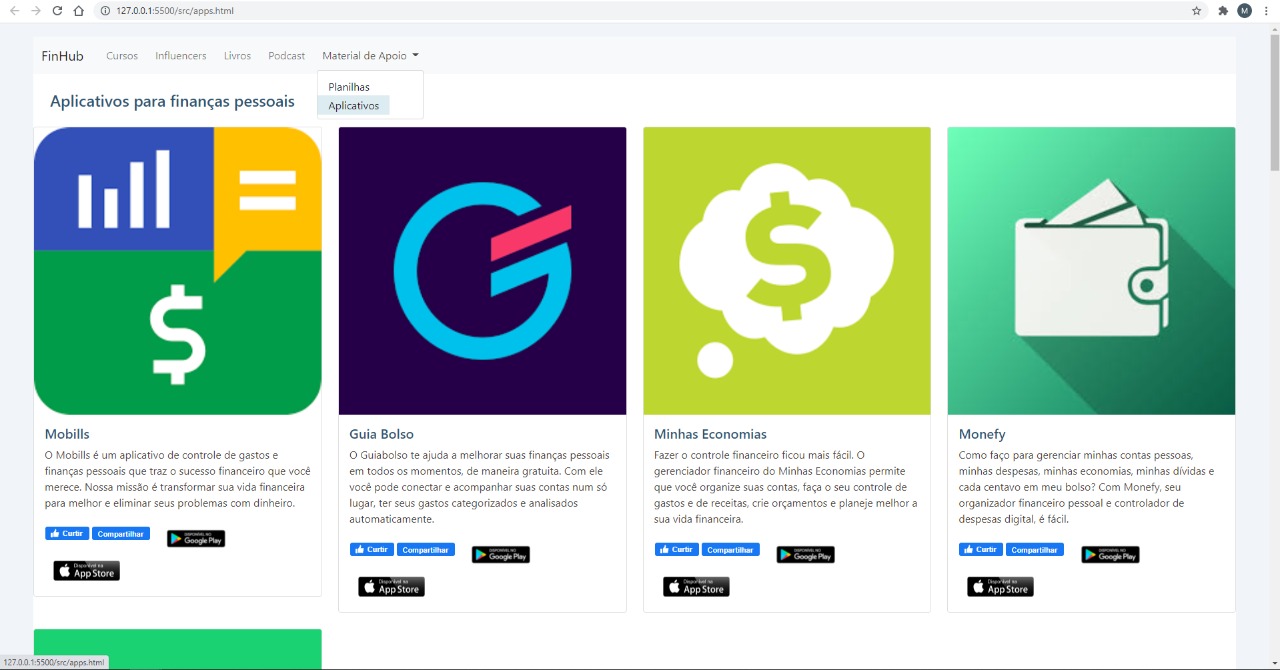 127.0.0.1:5500/src/apps.html
M
FinHub Cursos Influencers Livros Podcast Material de Apoio
Planilhas
Aplicativos
Aplicativos para finanças pessoais
Mobills
O Mobills é um aplicativo de controle de gastos e
finanças pessoais que traz o sucesso financeiro que você
merece. Nossa missão é transformar sua vida financeira
para melhor e eliminar seus problemas com dinheiro.
Curtir Compartilhar DISPONÍVEL NO Google Play
Disponível na App Store
Guia Bolso
O Guiabolso te ajuda a melhorar suas finanças pessoais
em todos os momentos, de maneira gratuita. Com ele
você pode conectar e acompanhar suas contas num só
lugar, ter seus gastos categorizados e analisados
automaticamente.
Curtir Compartilhar DISPONÍVEL NO Google Play
Disponível na App Store
Minhas Economias
Fazer o controle financeiro ficou mais fácil. O
gerenciador financeiro do Minhas Economias permite
que você organize suas contas, faça o seu controle de
gastos e de receitas, crie orçamentos e planeje melhor a
sua vida financeira.
Curtir Compartilhar DISPONÍVEL NO Google Play
Disponível na App Store
Monefy
Como faço para gerenciar minhas contas pessoais,
minhas despesas, minhas economias, minhas dívidas e
cada centavo em meu bolso? Com Monefy, seu
organizador financeiro pessoal e controlador de
despesas digital, é fácil.
Curtir Compartilhar DISPONÍVEL NO Google Play
Disponível na App Store
127.0.0.1:5500/src/apps.html